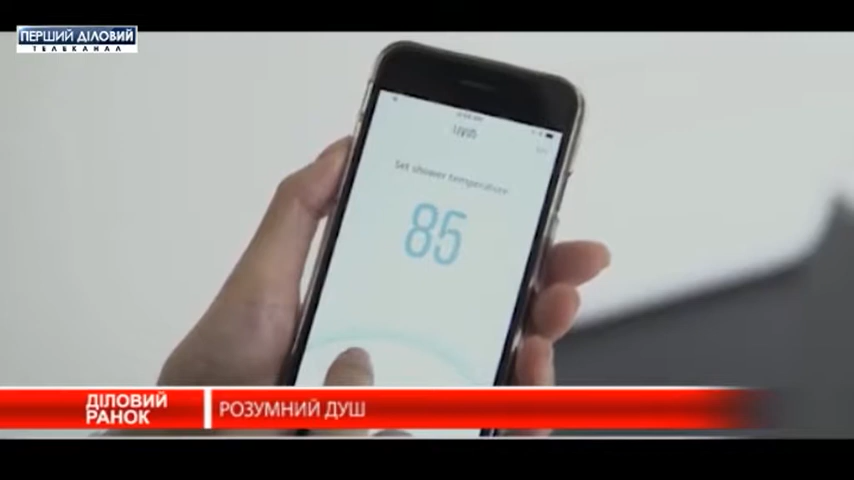 ПЕРШИЙ ДІЛОВИЙ
ТЕЛЕКАНАЛ
Set shower temperature
85
ДІЛОВИЙ
РАНОК
РОЗУМНИЙ ДУШ